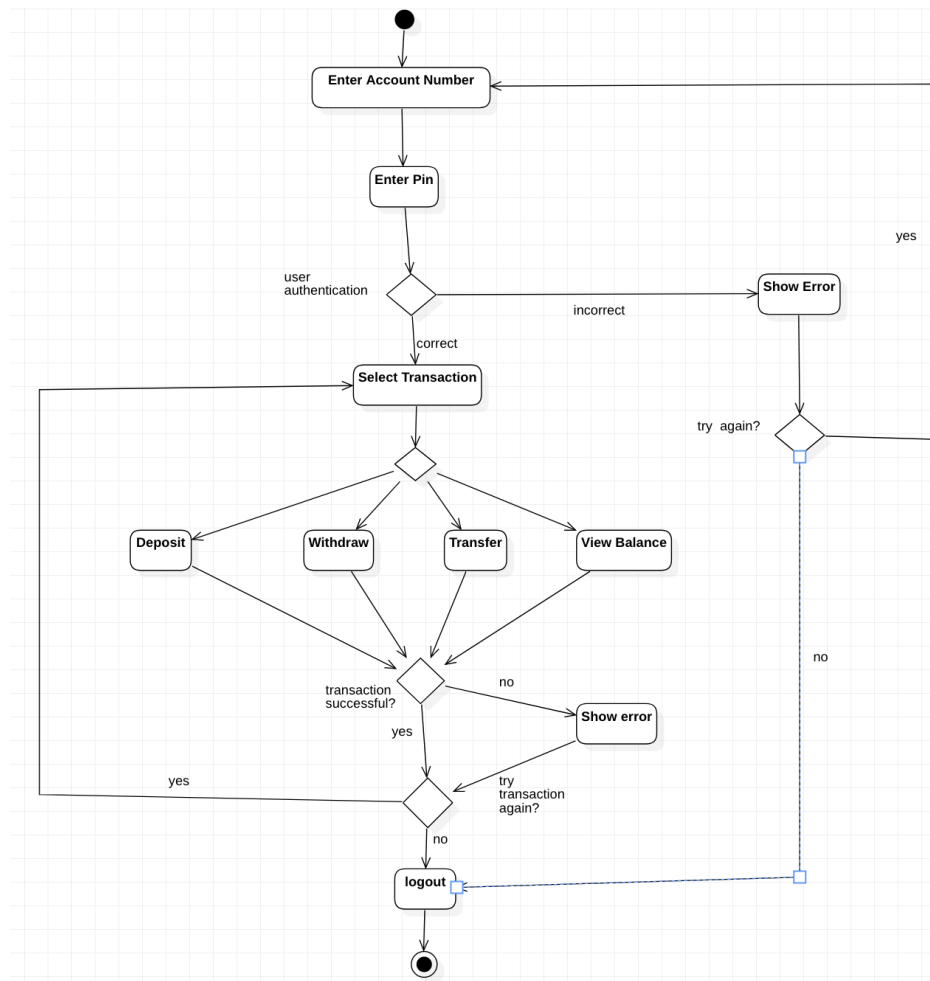 Enter Account Number
Enter Pin
yes
user
authentication
Show Error
incorrect
correct
Select Transaction
try again?
Deposit
Withdraw
Transfer
View Balance
no
no
transaction
successful?
Show error
yes
yes
try
transaction
again?
no
logout